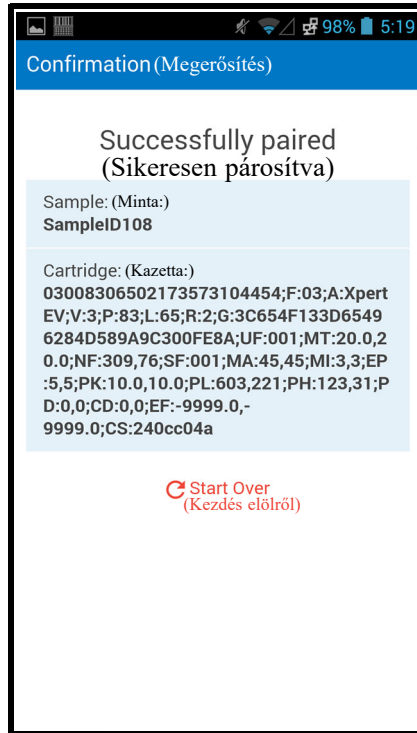 98% 5:19
Confirmation (Megerősítés)
Successfully paired
(Sikeresen párosítva)
Sample: (Minta:)
SampleID108
Cartridge: (Kazetta:)
03008306502173573104454;F:03;A:Xpert
EV;V:3;P:83;L:65;R:2;G:3C654F133D6549
6284D589A9C300FE8A;UF:001;MT:20.0,2
0.0;NF:309,76;SF:001;MA:45,45;MI:3,3;EP
:5,5;PK:10.0,10.0;PL:603,221;PH:123,31;P
D:0,0;CD:0,0;EF:-9999.0,-
9999.0;CS:240cc04a
Start Over
(Kezdés elölről)